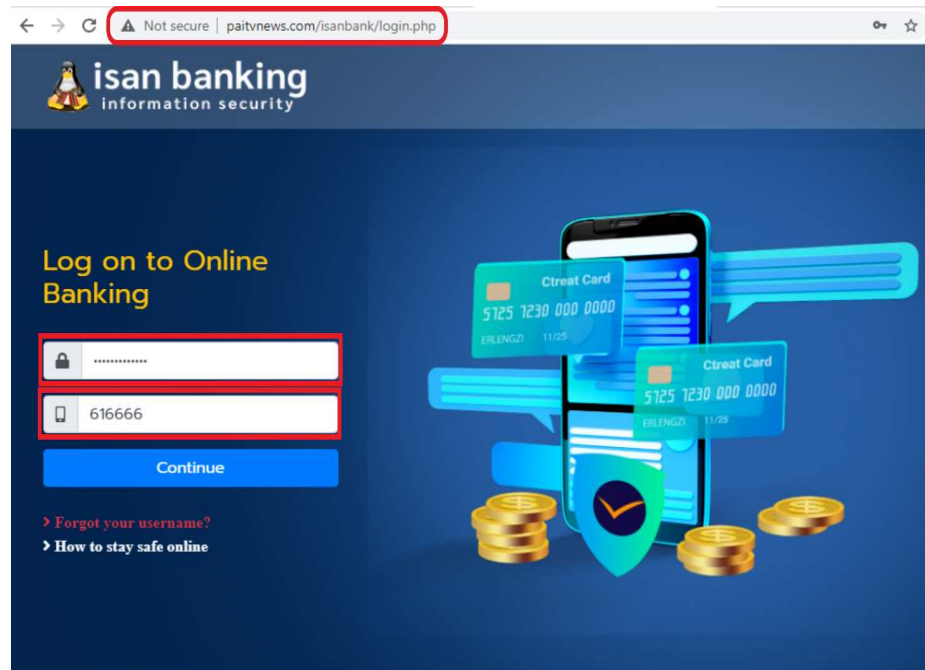 Not secure | paitvnews.com/isanbank/login.php
isan banking
information security
Log on to Online
Banking
.............
616666
Continue
Forgot your username?
How to stay safe online
Ctreat Card
5725 7230 000 0000
ERLENGZI 11/25
Ctreat Card
5725 7230 000 0000
ERLENGZI 11/25